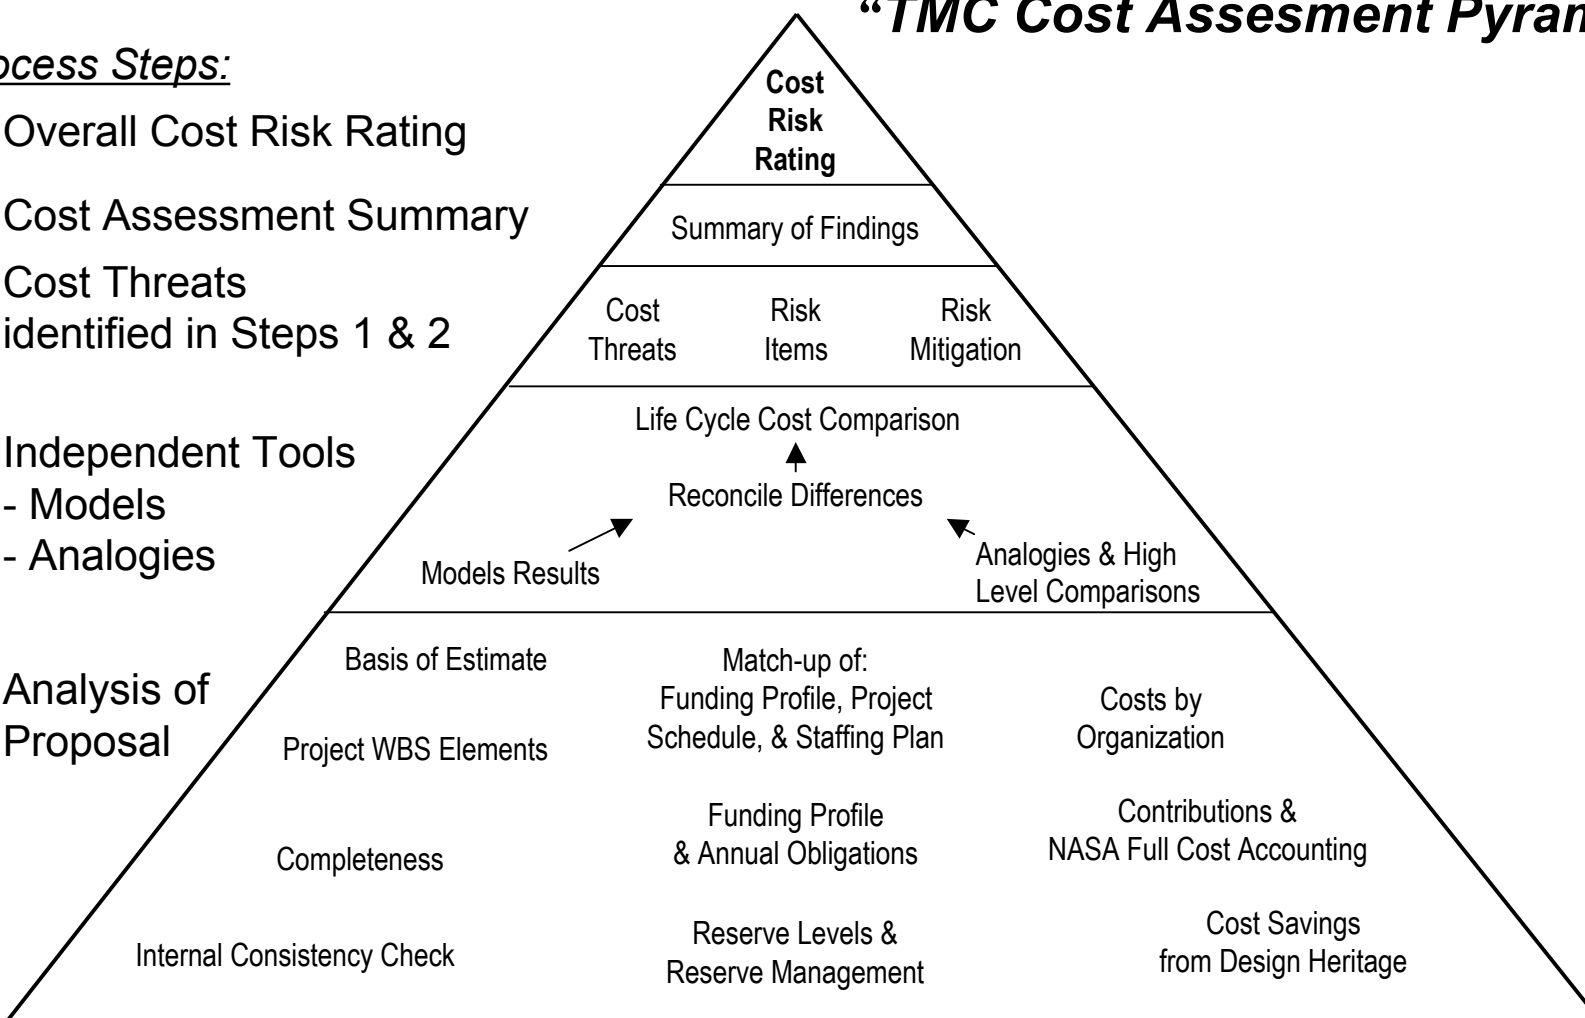 “TMC Cost Assesment Pyram
ocess Steps:
Overall Cost Risk Rating
Cost Assessment Summary
Cost Threats
identified in Steps 1 & 2
Independent Tools
- Models
- Analogies
Analysis of
Proposal
Cost
Risk
Rating
Summary of Findings
Cost
Threats
Risk
Items
Risk
Mitigation
Life Cycle Cost Comparison
Reconcile Differences
Models Results
Analogies & High
Level Comparisons
Basis of Estimate
Project WBS Elements
Completeness
Internal Consistency Check
Match-up of:
Funding Profile, Project
Schedule, & Staffing Plan
Funding Profile
& Annual Obligations
Reserve Levels &
Reserve Management
Costs by
Organization
Contributions &
NASA Full Cost Accounting
Cost Savings
from Design Heritage